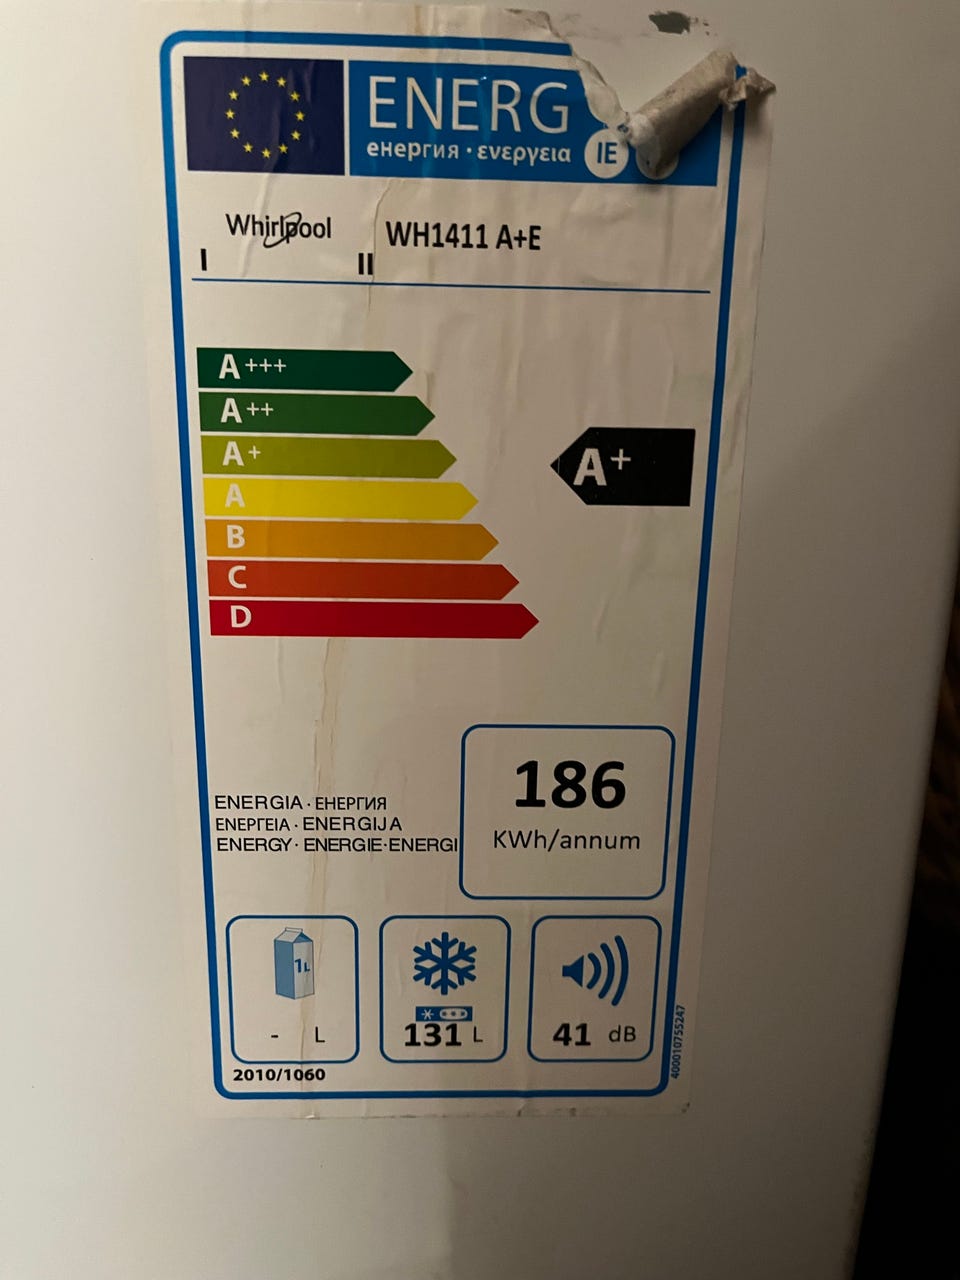 ENERG
енергия · ενεργεια IE
Whirlpool
I
II
WH1411 A+E
A+++
A++
A+
A
B
C
D
A+
186
KWh/annum
ENERGIA · ЕНЕРГИЯ
ΕΝΕΡΓΕΙΑ · ENERGIJA
ENERGY · ENERGIE · ENERGI
1L
- L
131 L
41 dB
2010/1060
400010755247